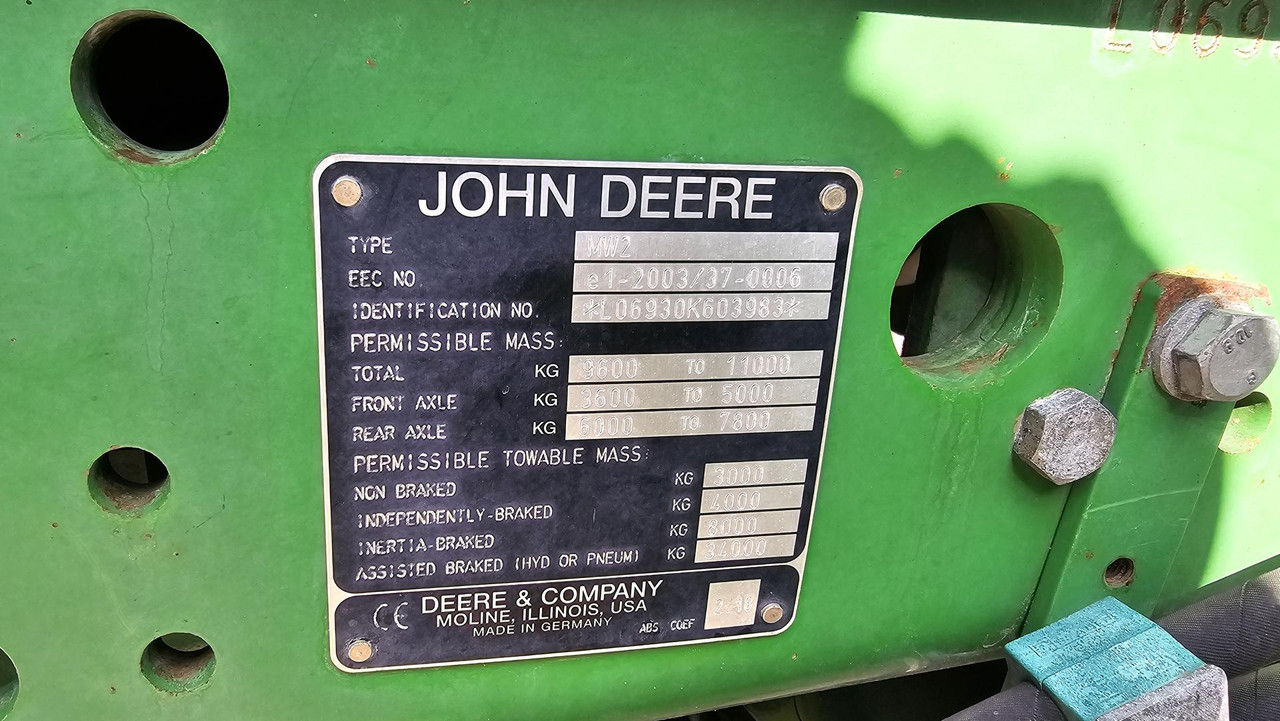 L069
JOHN DEERE
TYPE MW2
EEC NO. e1-2003/37-0006
IDENTIFICATION NO. *L06930K603983*
PERMISSIBLE MASS:
TOTAL KG 9600 TO 11000
FRONT AXLE KG 3600 TO 5000
REAR AXLE KG 6000 TO 7800
PERMISSIBLE TOWABLE MASS:
NON BRAKED KG 3000
INDEPENDENTLY-BRAKED KG 4000
INERTIA-BRAKED KG 8000
ASSISTED BRAKED (HYD OR PNEUM) KG 34000
CE DEERE & COMPANY
MOLINE, ILLINOIS, USA
MADE IN GERMANY
ABS. COEF